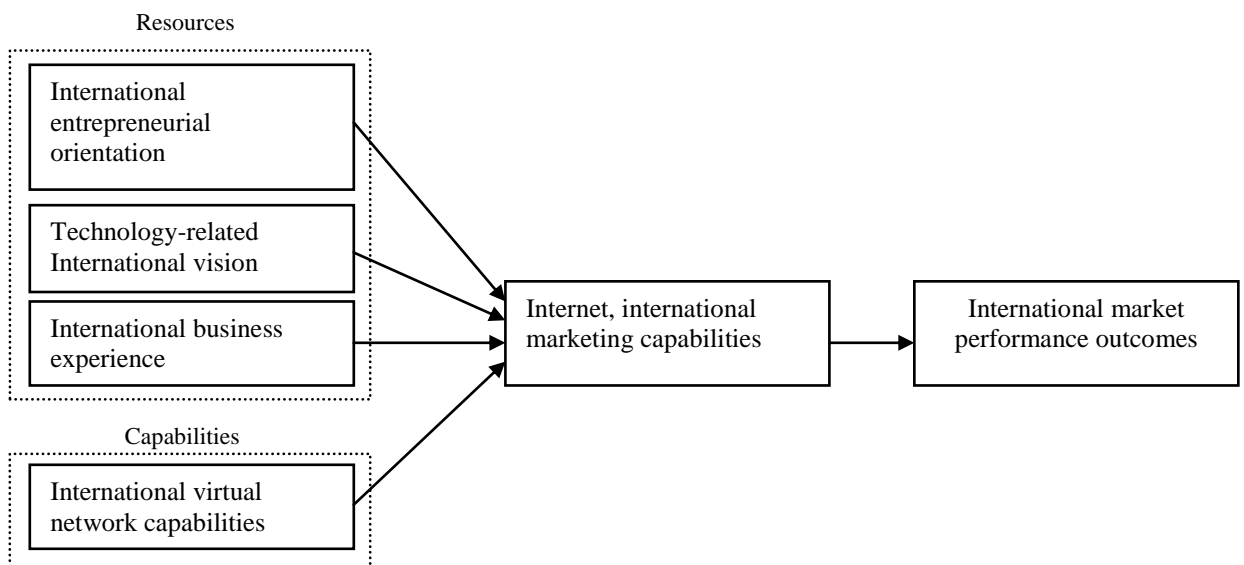 Resources
International
entrepreneurial
orientation
Technology-related
International vision
International business
experience
Internet, international
marketing capabilities
International market
performance outcomes
Capabilities
International virtual
network capabilities